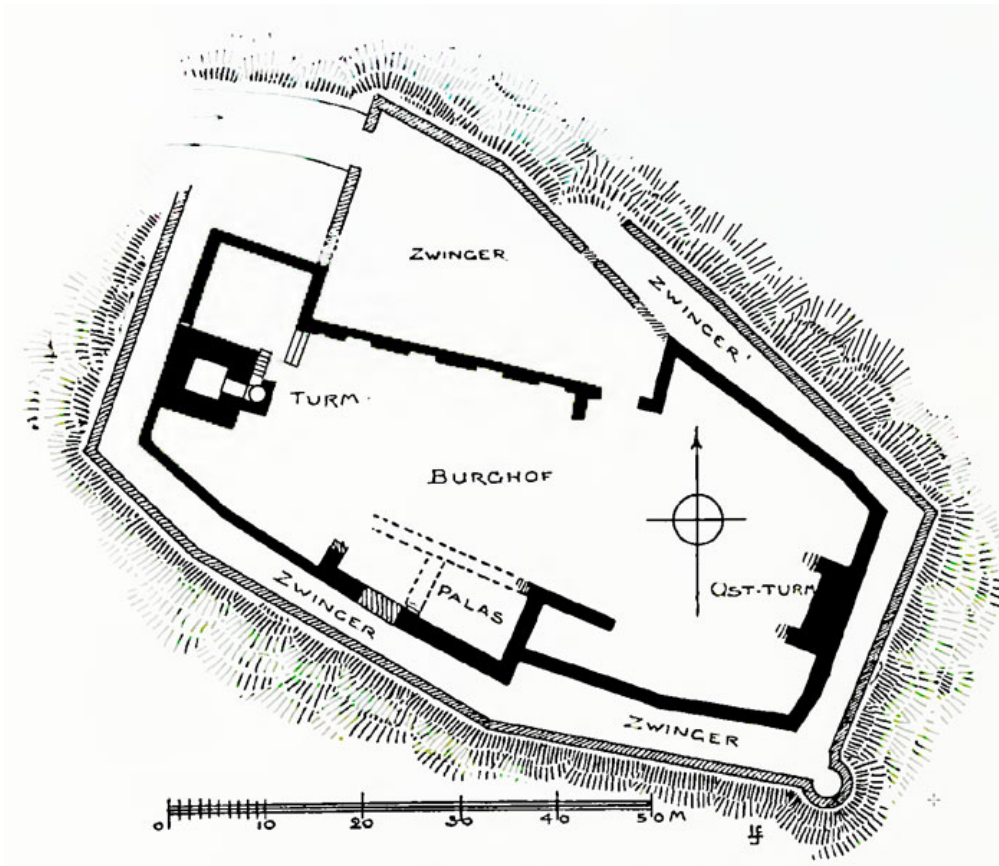 ZWINGER
ZWINGER
TURM
BURGHOF
OST-TURM
PALAS
ZWINGER
ZWINGER
0 10 20 30 40 50 M